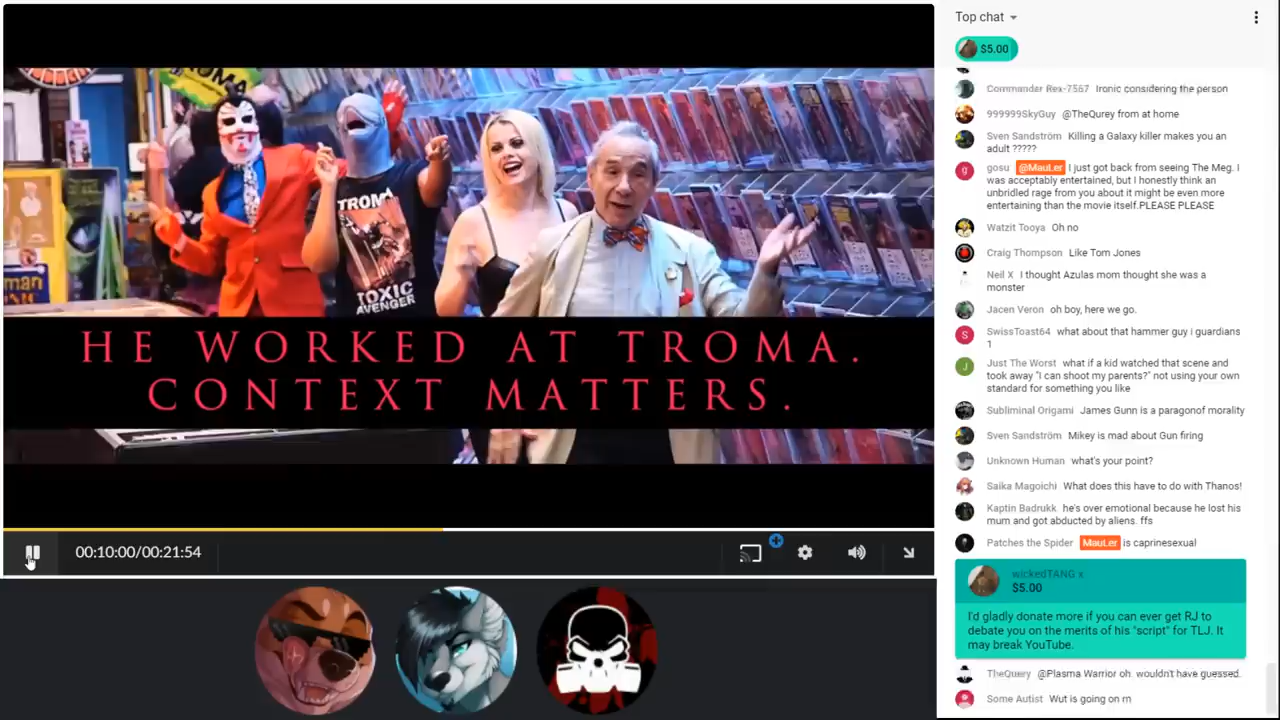 TROMA
TROMA
TOXIC
AVENGER
man
HE WORKED AT TROMA.
CONTEXT MATTERS.
00:10:00/00:21:54
Top chat
$5.00
Commander Rex-7567 Ironic considering the person
999999SkyGuy @TheQurey from at home
Sven Sandström Killing a Galaxy killer makes you an
adult ?????
g
gosu @MauLer I just got back from seeing The Meg. I
was acceptably entertained, but I honestly think an
unbridled rage from you about it might be even more
entertaining than the movie itself.PLEASE PLEASE
Watzit Tooya Oh no
Craig Thompson Like Tom Jones
Neil X I thought Azulas mom thought she was a
monster
Jacen Veron oh boy, here we go.
S
SwissToast64 what about that hammer guy i guardians
1
J
Just The Worst what if a kid watched that scene and
took away "I can shoot my parents?" not using your own
standard for something you like
Subliminal Origami James Gunn is a paragonof morality
Sven Sandström Mikey is mad about Gun firing
Unknown Human what's your point?
Saika Magoichi What does this have to do with Thanos!
Kaptin Badrukk he's over emotional because he lost his
mum and got abducted by aliens. ffs
Patches the Spider MauLer is caprinesexual
wickedTANG x
$5.00
I'd gladly donate more if you can ever get RJ to
debate you on the merits of his "script" for TLJ. It
may break YouTube.
TheQuery @Plasma Warrior oh. wouldn't have guessed.
Some Autist Wut is going on rn